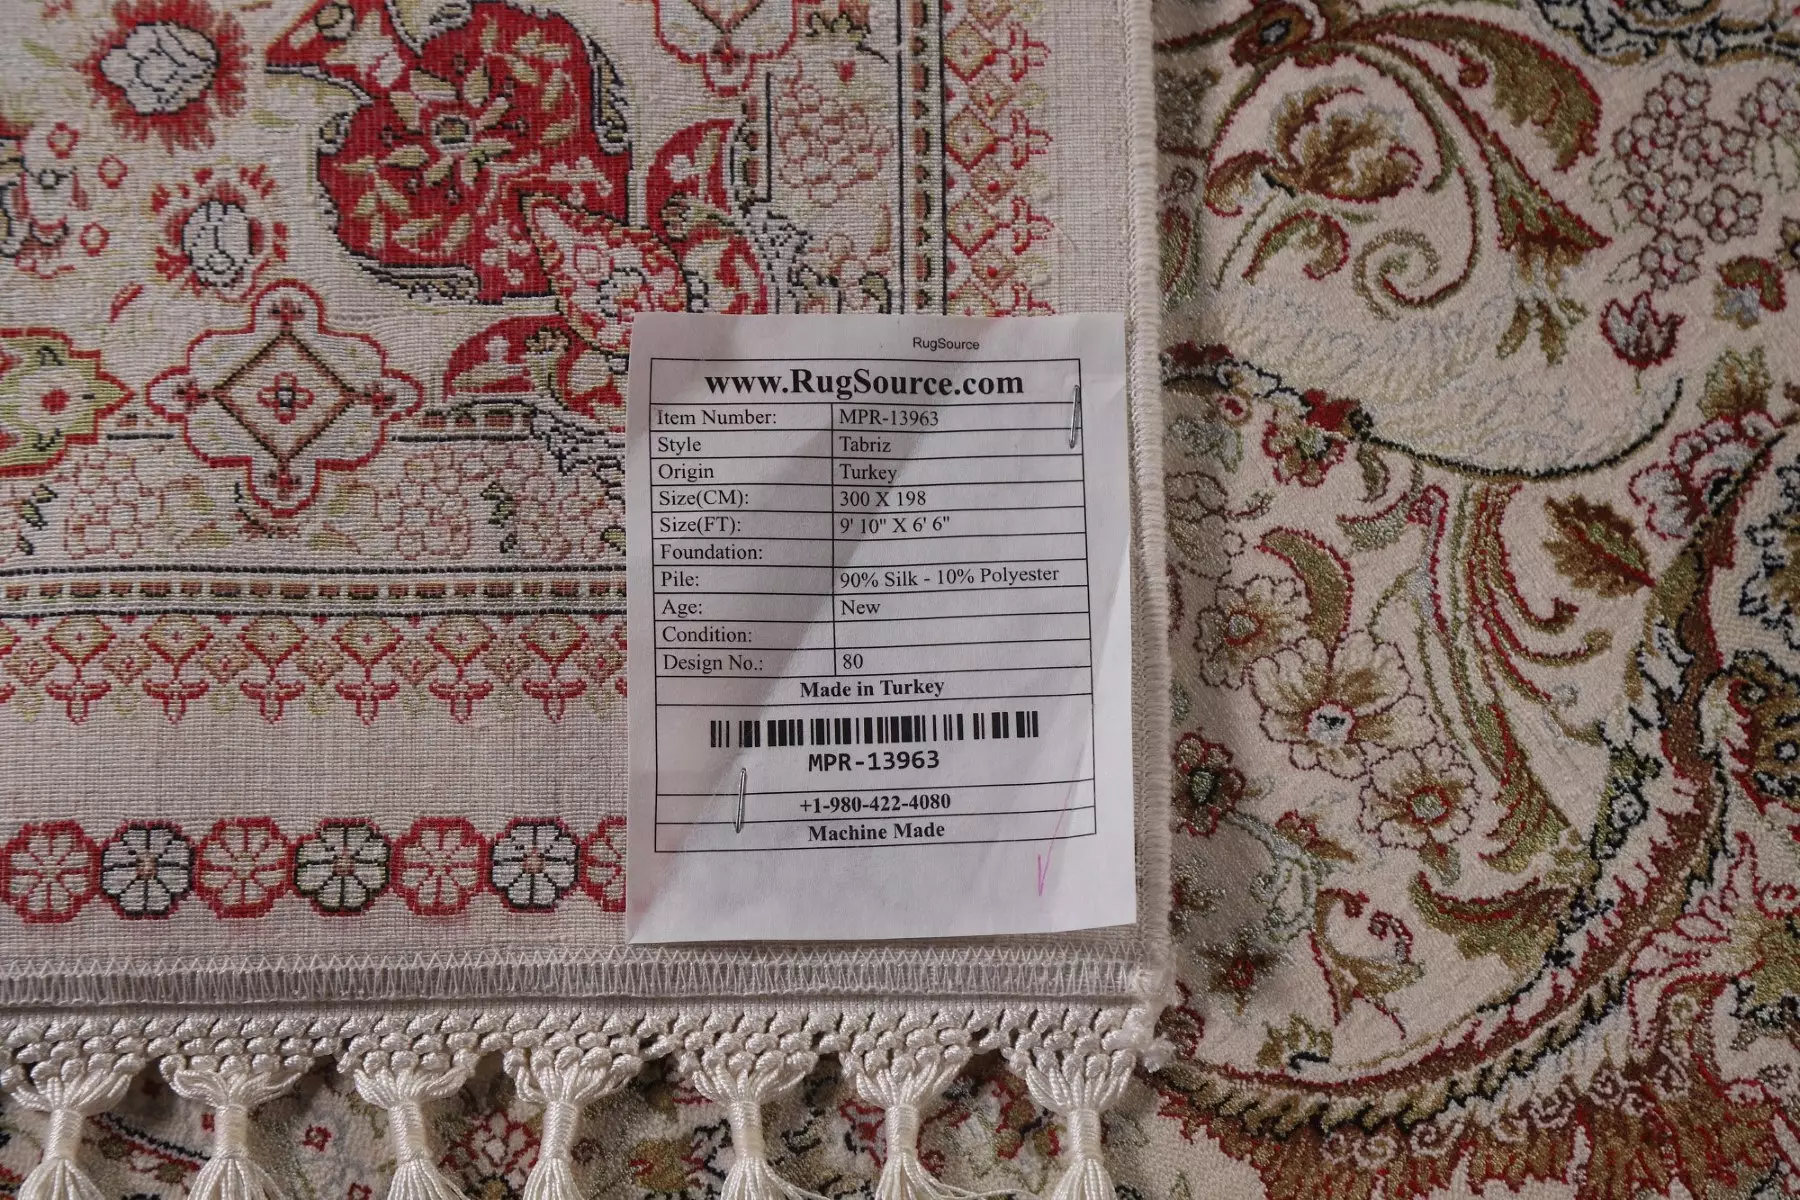 RugSource
www.RugSource.com
Item Number: MPR-13963
Style Tabriz
Origin Turkey
Size(CM): 300 X 198
Size(FT): 9' 10" X 6' 6"
Foundation:
Pile: 90% Silk - 10% Polyester
Age: New
Condition:
Design No.: 80
Made in Turkey
MPR-13963
+1-980-422-4080
Machine Made